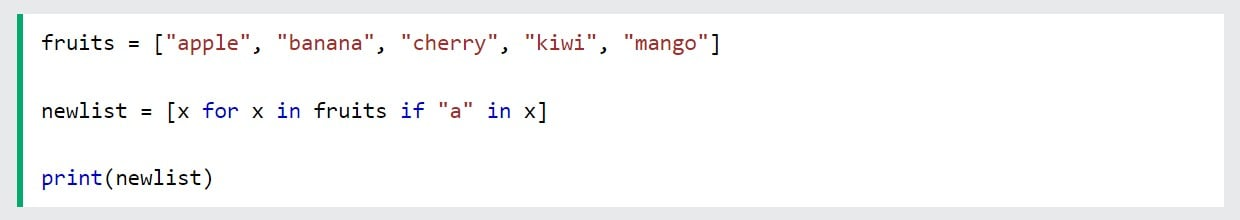 fruits = ["apple", "banana", "cherry", "kiwi", "mango"]
newlist = [x for x in fruits if "a" in x]
print(newlist)